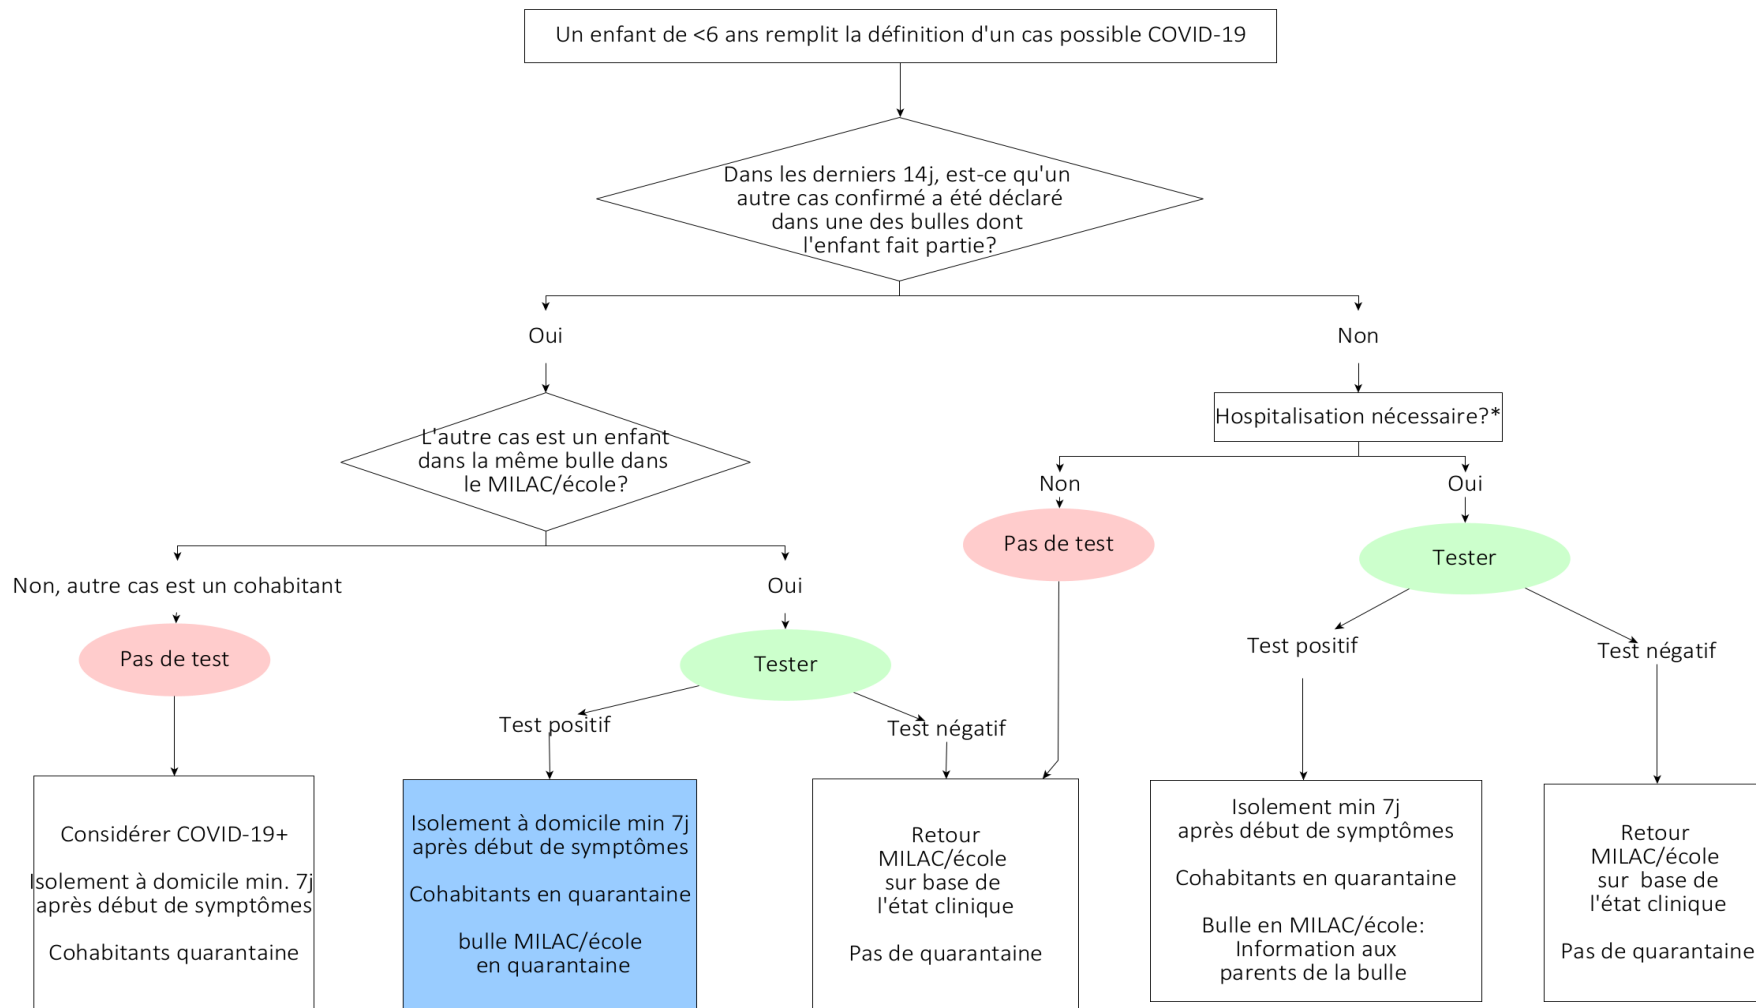 Un enfant de <6 ans remplit la définition d'un cas possible COVID-19
Dans les derniers 14j, est-ce qu'un
autre cas confirmé a été déclaré
dans une des bulles dont
l'enfant fait partie?
Oui
Non
L'autre cas est un enfant
dans la même bulle dans
le MILAC/école?
Hospitalisation nécessaire?*
Non
Oui
Pas de test
Tester
Non, autre cas est un cohabitant
Oui
Pas de test
Tester
Test positif
Test négatif
Test positif
Test négatif
Considérer COVID-19+
Isolement à domicile min. 7j
après début de symptômes
Cohabitants quarantaine
Isolement à domicile min 7j
après début de symptômes
Cohabitants en quarantaine
bulle MILAC/école
en quarantaine
Retour
MILAC/école
sur base de
l'état clinique
Pas de quarantaine
Isolement min 7j
après début de symptômes
Cohabitants en quarantaine
Bulle en MILAC/école:
Information aux
parents de la bulle
Retour
MILAC/école
sur base de
l'état clinique
Pas de quarantaine